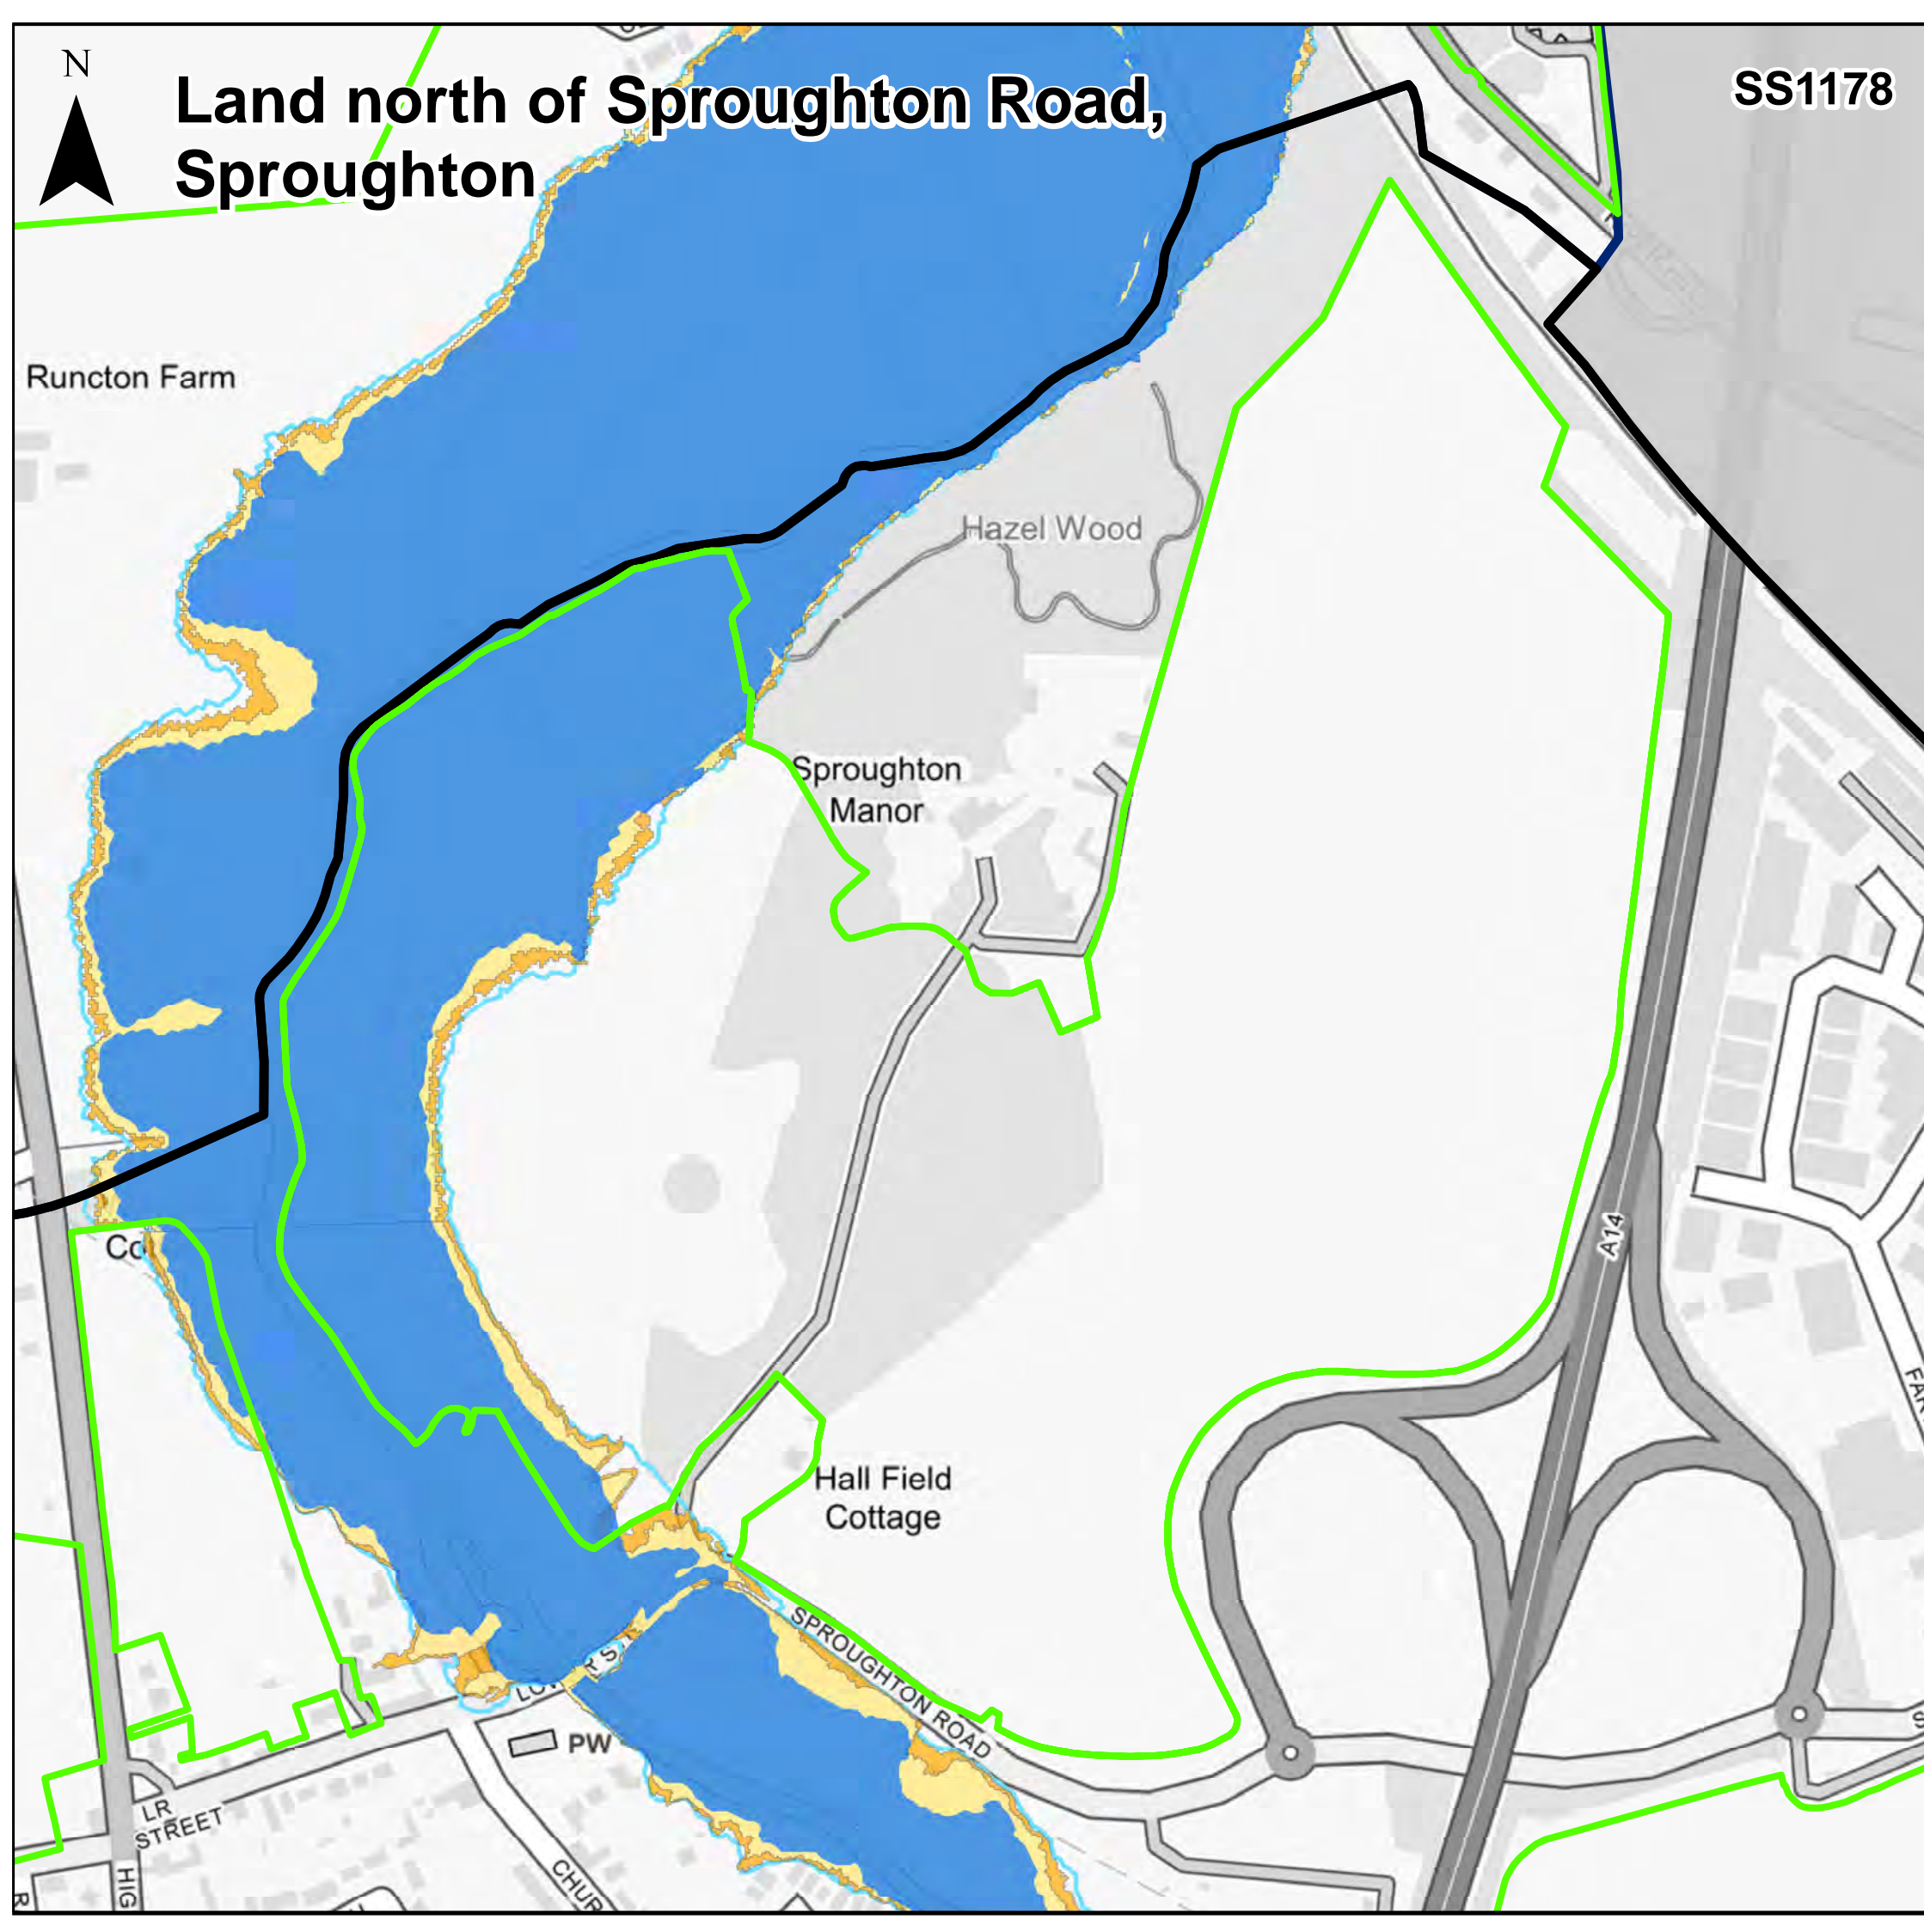 N
Land north of Sproughton Road,
Sproughton
SS1178
Runcton Farm
Hazel Wood
Sproughton
Manor
A14
Hall Field
Cottage
SPROUGHTON ROAD
PW
LR
STREET